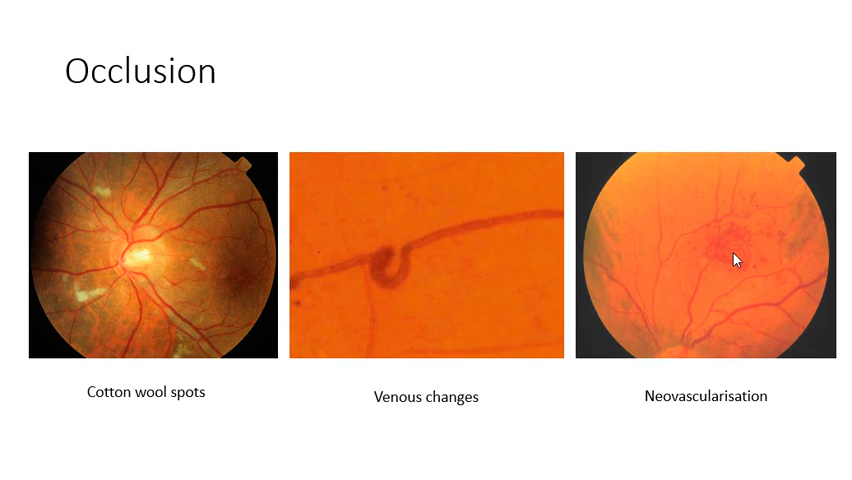 Occlusion
Cotton wool spots
Venous changes
Neovascularisation